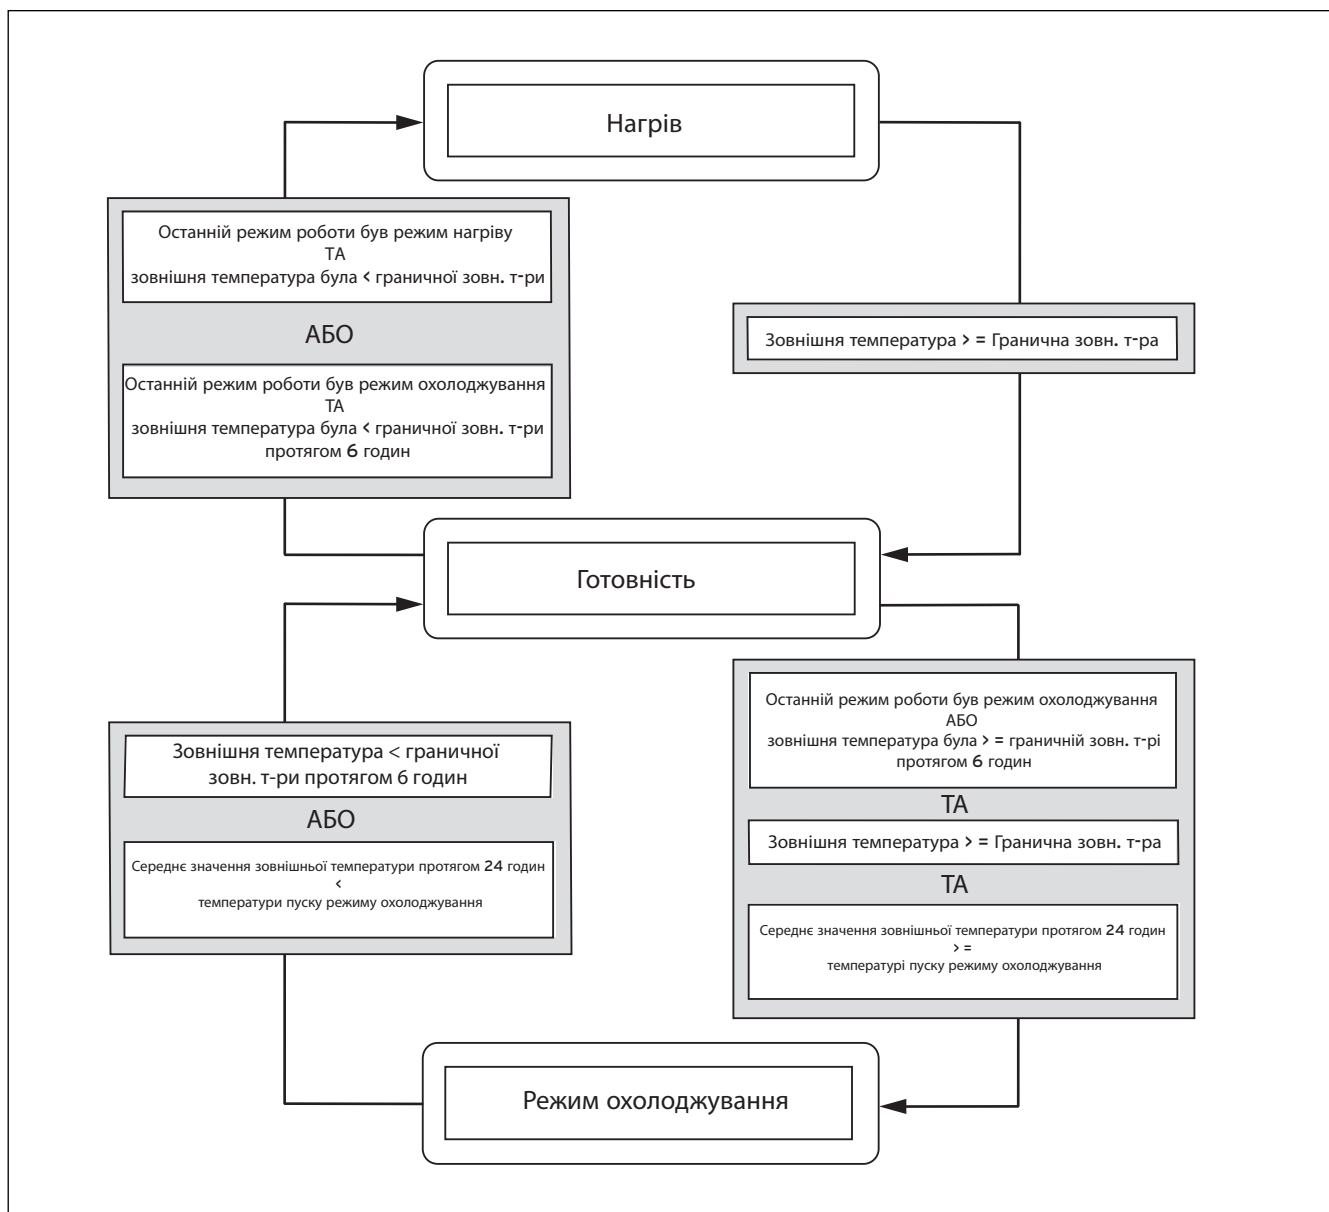 Нагрів
Останній режим роботи був режим нагріву
ТА
зовнішня температура була < граничної зовн. т-ри
АБО
Останній режим роботи був режим охолоджування
ТА
зовнішня температура була < граничної зовн. т-ри
протягом 6 годин
Зовнішня температура > = Гранична зовн. т-ра
Готовність
Зовнішня температура < граничної
зовн. т-ри протягом 6 годин
АБО
Середнє значення зовнішньої температури протягом 24 годин
<
температури пуску режиму охолоджування
Останній режим роботи був режим охолоджування
АБО
зовнішня температура була > = граничній зовн. т-рі
протягом 6 годин
ТА
Зовнішня температура > = Гранична зовн. т-ра
ТА
Середнє значення зовнішньої температури протягом 24 годин
> =
температурі пуску режиму охолоджування
Режим охолоджування